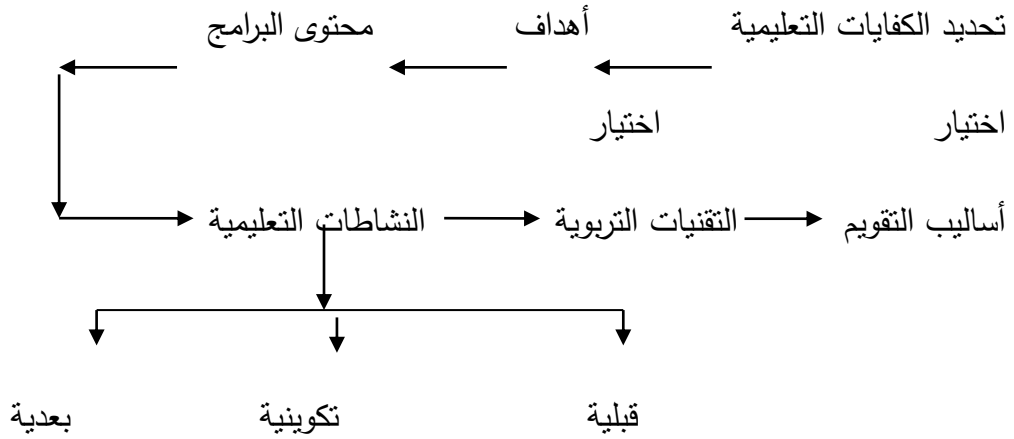 تحديد الكفايات التعليمية أهداف محتوى البرامج
اختيار اختيار
أساليب التقويم التقنيات التربوية النشاطات التعليمية
قبلية تكوينية بعدية